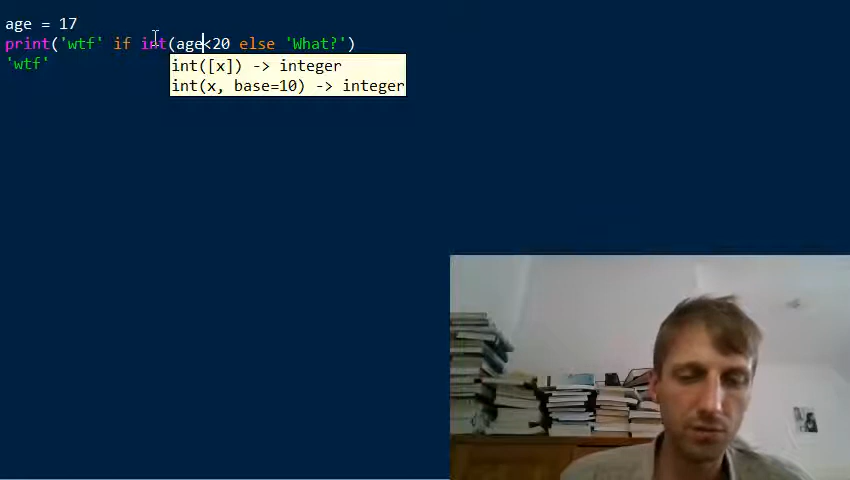 age = 17
print('wtf' if int(age<20 else 'What?')
'wtf'
int([x]) -> integer
int(x, base=10) -> integer